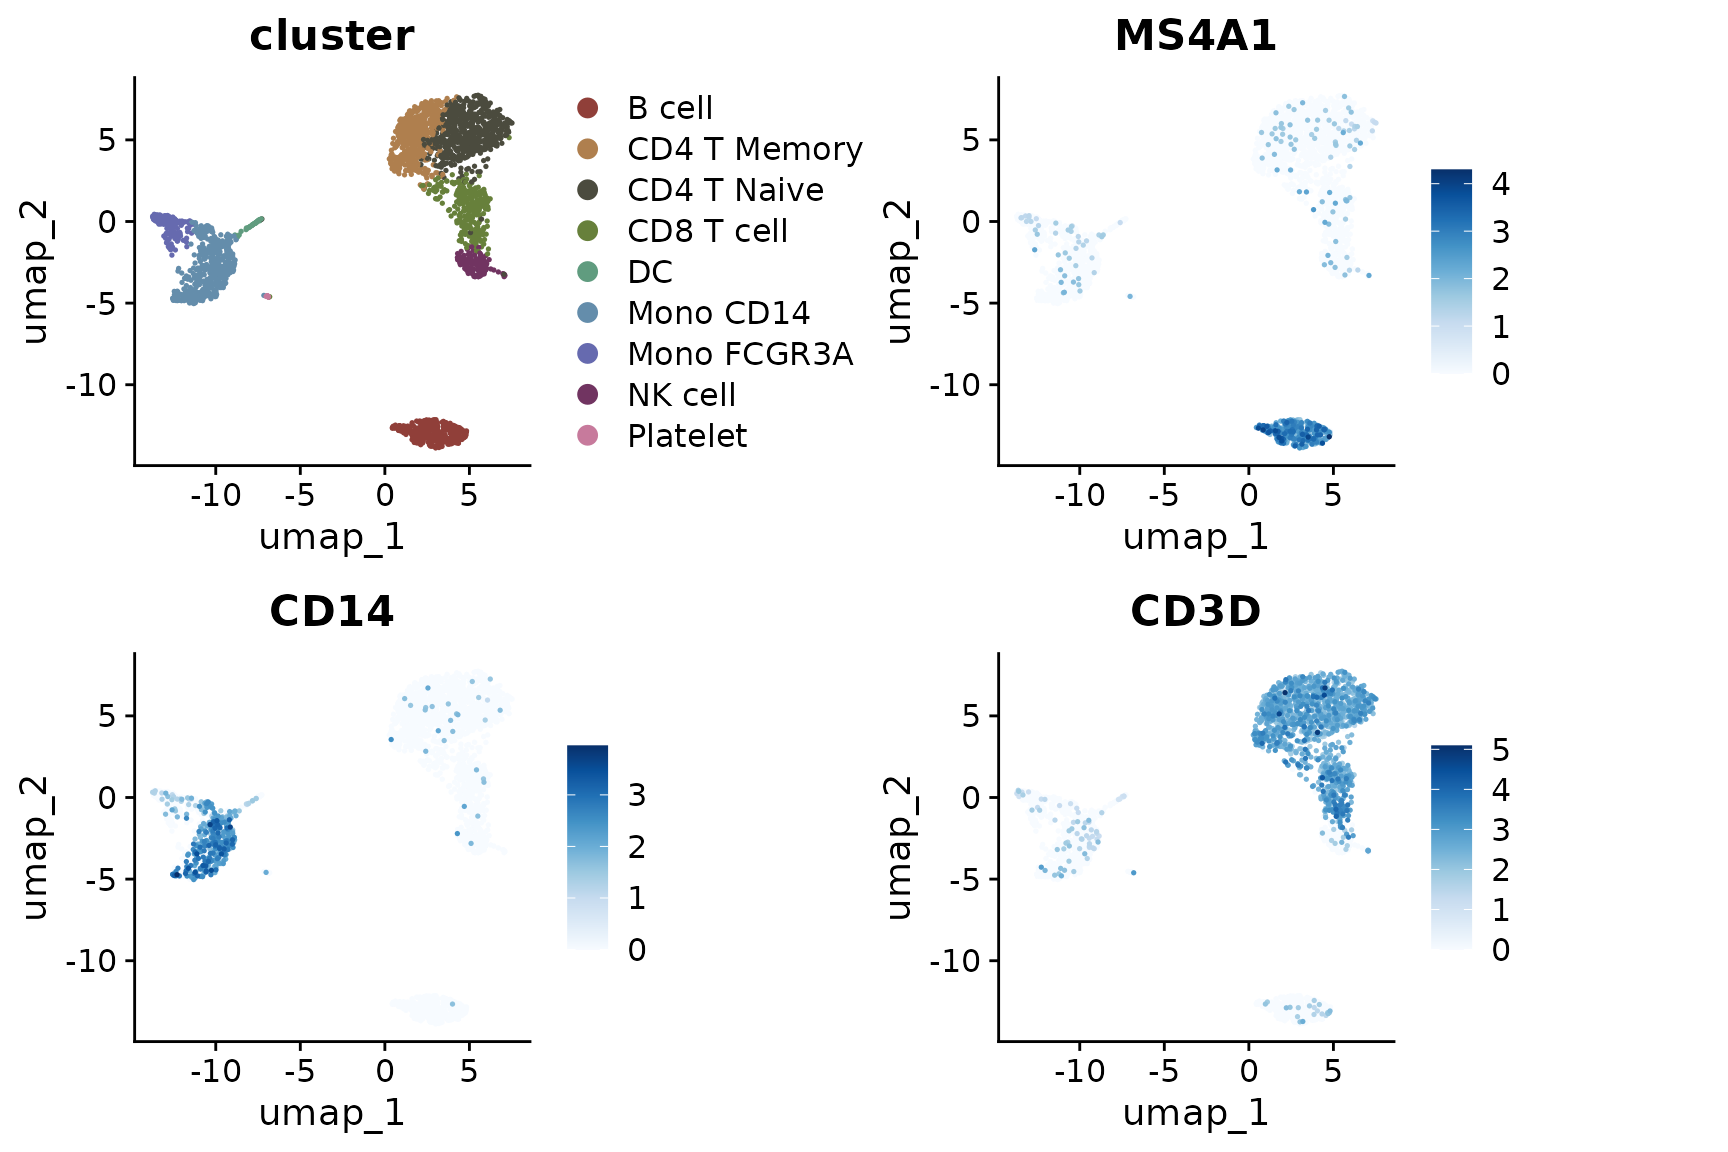 cluster
5
0
-5
-10
umap_2
-10 -5 0 5
umap_1
B cell
CD4 T Memory
CD4 T Naive
CD8 T cell
DC
Mono CD14
Mono FCGR3A
NK cell
Platelet
MS4A1
5
0
-5
-10
umap_2
-10 -5 0 5
umap_1
4
3
2
1
0
CD14
5
0
-5
-10
umap_2
-10 -5 0 5
umap_1
3
2
1
0
CD3D
5
0
-5
-10
umap_2
-10 -5 0 5
umap_1
5
4
3
2
1
0